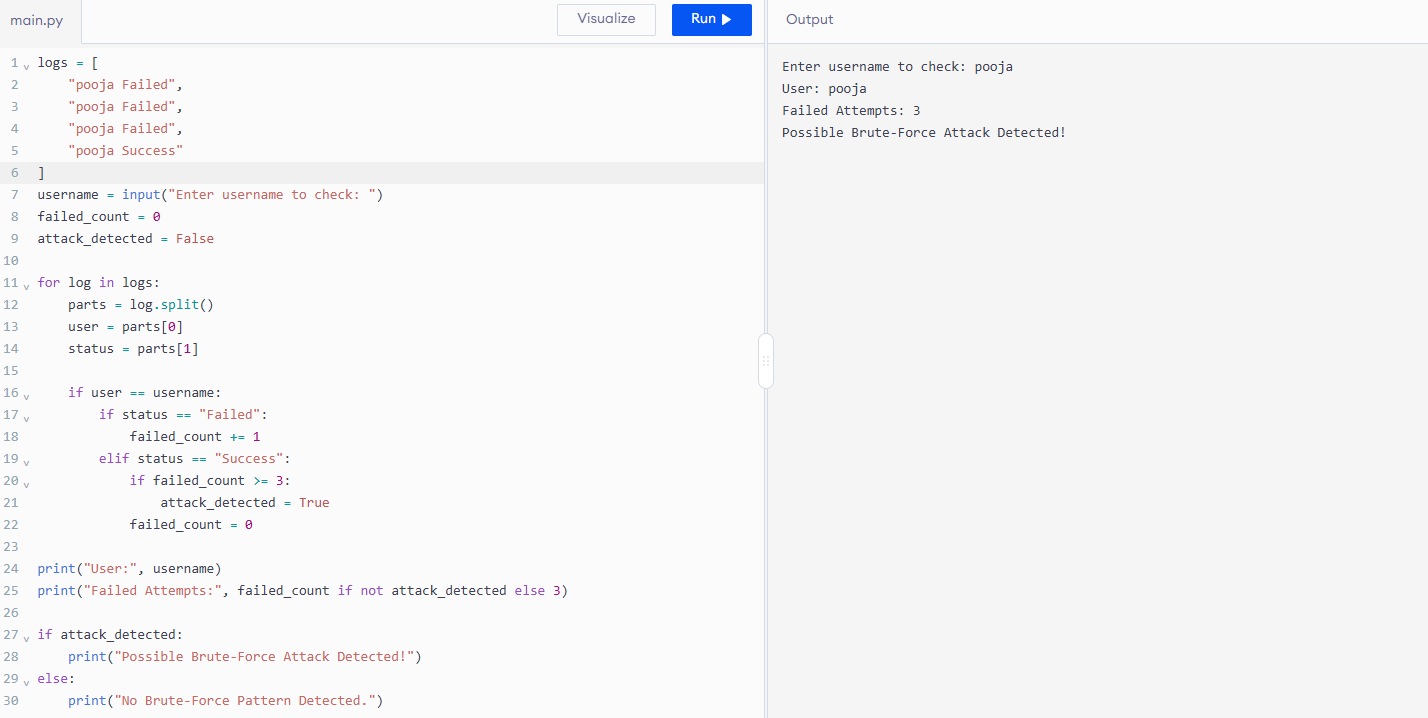 main.py
Visualize
Run
Output
1 logs = [
2     "pooja Failed",
3     "pooja Failed",
4     "pooja Failed",
5     "pooja Success"
6 ]
7 username = input("Enter username to check: ")
8 failed_count = 0
9 attack_detected = False
10
11 for log in logs:
12     parts = log.split()
13     user = parts[0]
14     status = parts[1]
15
16     if user == username:
17         if status == "Failed":
18             failed_count += 1
19         elif status == "Success":
20             if failed_count >= 3:
21                 attack_detected = True
22             failed_count = 0
23
24 print("User:", username)
25 print("Failed Attempts:", failed_count if not attack_detected else 3)
26
27 if attack_detected:
28     print("Possible Brute-Force Attack Detected!")
29 else:
30     print("No Brute-Force Pattern Detected.")
Enter username to check: pooja
User: pooja
Failed Attempts: 3
Possible Brute-Force Attack Detected!